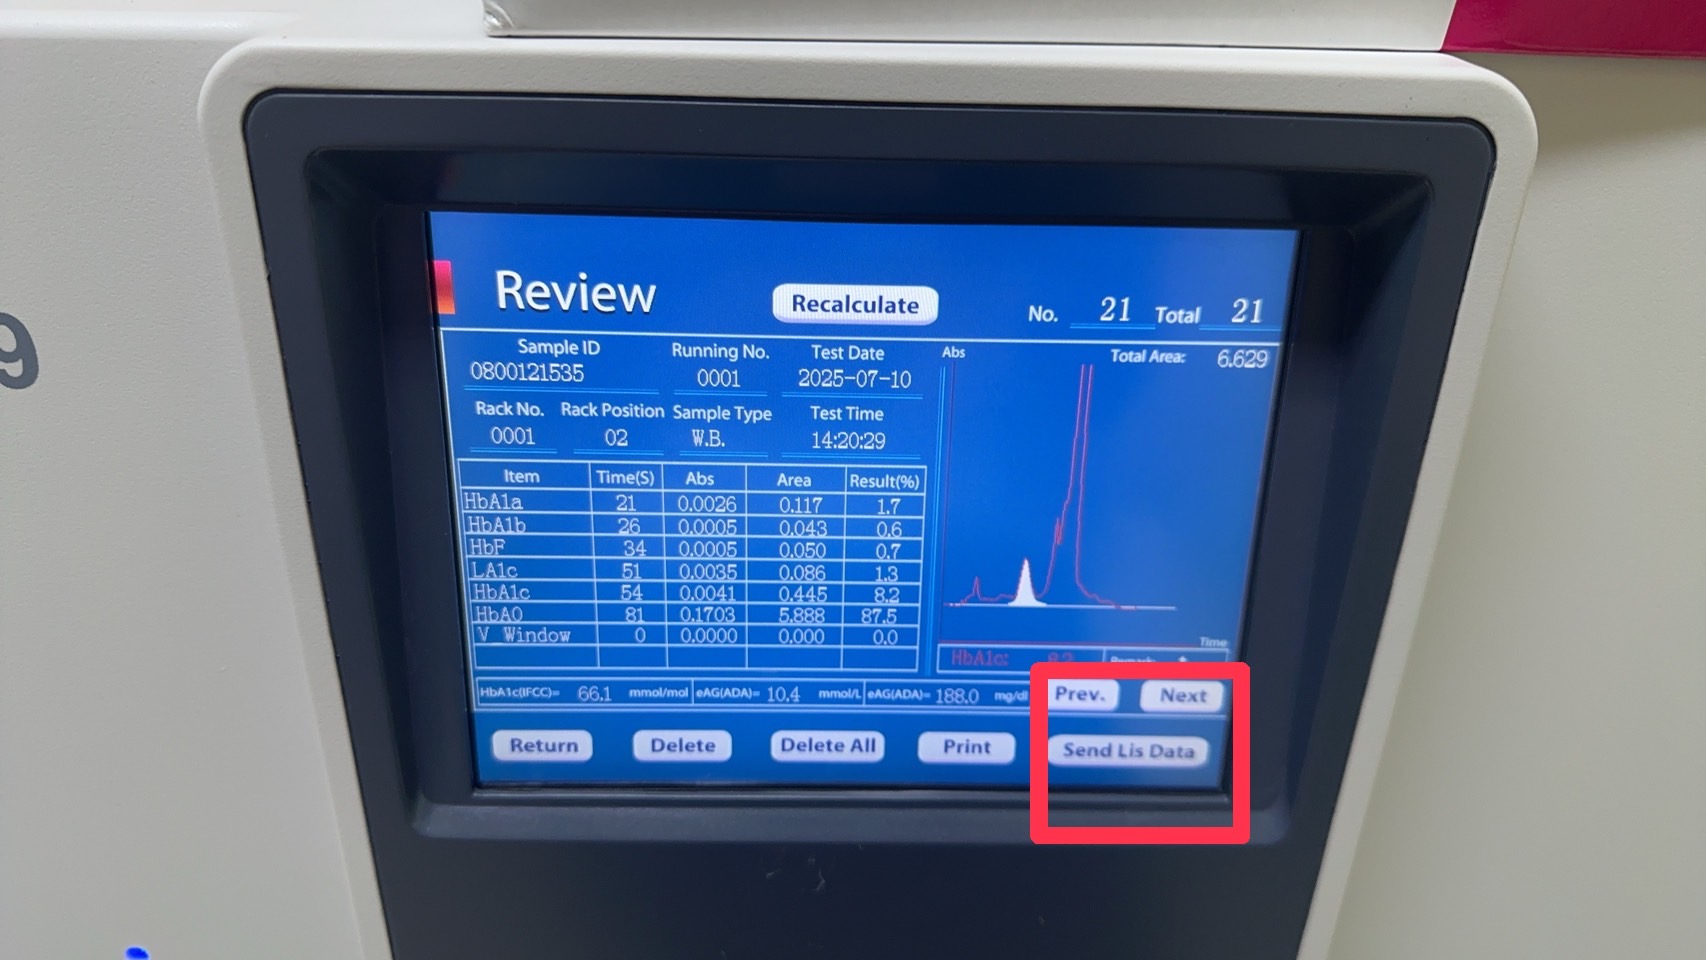 9
Review
Recalculate
No. 21 Total 21
Sample ID Running No. Test Date
0800121535 0001 2025-07-10
Rack No. Rack Position Sample Type Test Time
0001 02 W.B. 14:20:29
Abs Total Area: 6.629
Item Time(S) Abs Area Result(%)
HbA1a 21 0.0026 0.117 1.7
HbA1b 26 0.0005 0.043 0.6
HbF 34 0.0005 0.050 0.7
LA1c 51 0.0035 0.086 1.3
HbA1c 54 0.0041 0.445 8.2
HbA0 81 0.1703 5.888 87.5
V_Window 0 0.0000 0.000 0.0
Time
HbA1c: 8.2
HbA1c(IFCC)= 66.1 mmol/mol eAG(ADA)= 10.4 mmol/L eAG(ADA)= 188.0 mg/dl
Prev. Next
Return Delete Delete All Print Send Lis Data